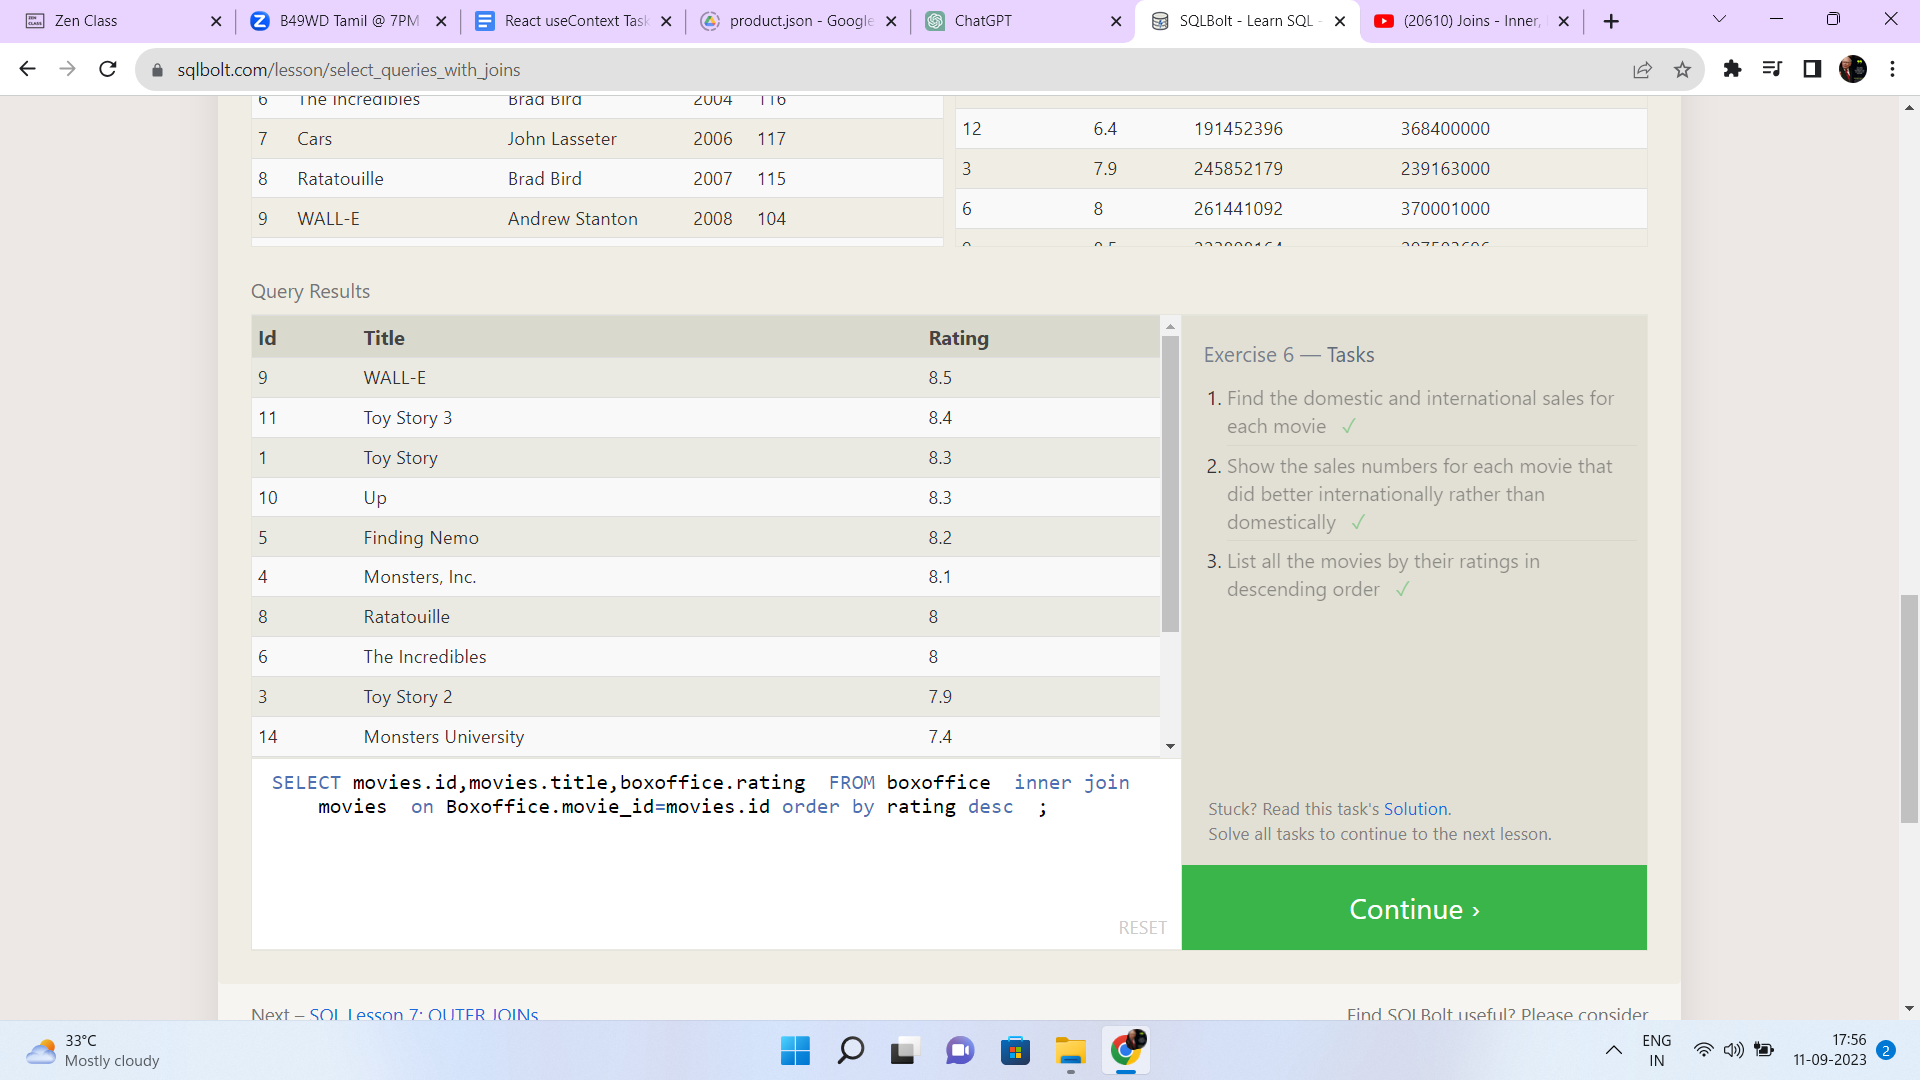 Zen Class
B49WD Tamil @ 7PM
React useContext Task
product.json - Google
ChatGPT
SQLBolt - Learn SQL -
(20610) Joins - Inner,
sqlbolt.com/lesson/select_queries_with_joins
6 The Incredibles Brad Bird 2004 116
7 Cars John Lasseter 2006 117
8 Ratatouille Brad Bird 2007 115
9 WALL-E Andrew Stanton 2008 104
12 6.4 191452396 368400000
3 7.9 245852179 239163000
6 8 261441092 370001000
Query Results
Id Title Rating
9 WALL-E 8.5
11 Toy Story 3 8.4
1 Toy Story 8.3
10 Up 8.3
5 Finding Nemo 8.2
4 Monsters, Inc. 8.1
8 Ratatouille 8
6 The Incredibles 8
3 Toy Story 2 7.9
14 Monsters University 7.4
SELECT movies.id,movies.title,boxoffice.rating FROM boxoffice inner join
movies on Boxoffice.movie_id=movies.id order by rating desc ;
RESET
Exercise 6 — Tasks
1. Find the domestic and international sales for
each movie ✓
2. Show the sales numbers for each movie that
did better internationally rather than
domestically ✓
3. List all the movies by their ratings in
descending order ✓
Stuck? Read this task's Solution.
Solve all tasks to continue to the next lesson.
Continue ›
Next – SQL Lesson 7: OUTER JOINs
Find SQLBolt useful? Please consider
33°C
Mostly cloudy
ENG
IN
17:56
11-09-2023
2